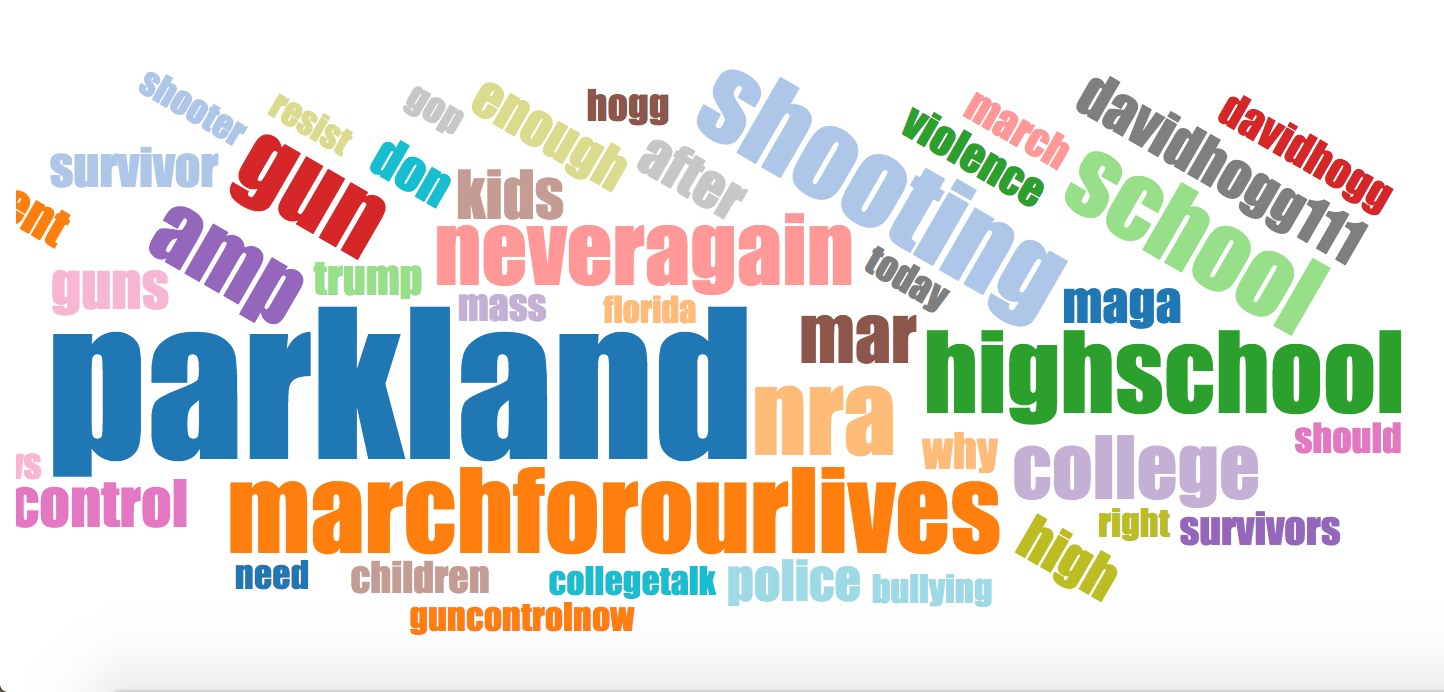 shooter
resist
gop
enough
hogg
shooting
violence
march
davidhogg111
davidhogg
survivor
gun
don
kids
after
school
ent
amp
neveragain
today
guns
trump
mass
florida
maga
parkland
mar
highschool
nra
why
college
should
rs
control
marchforourlives
high
right
survivors
need
children
collegetalk
police
bullying
guncontrolnow